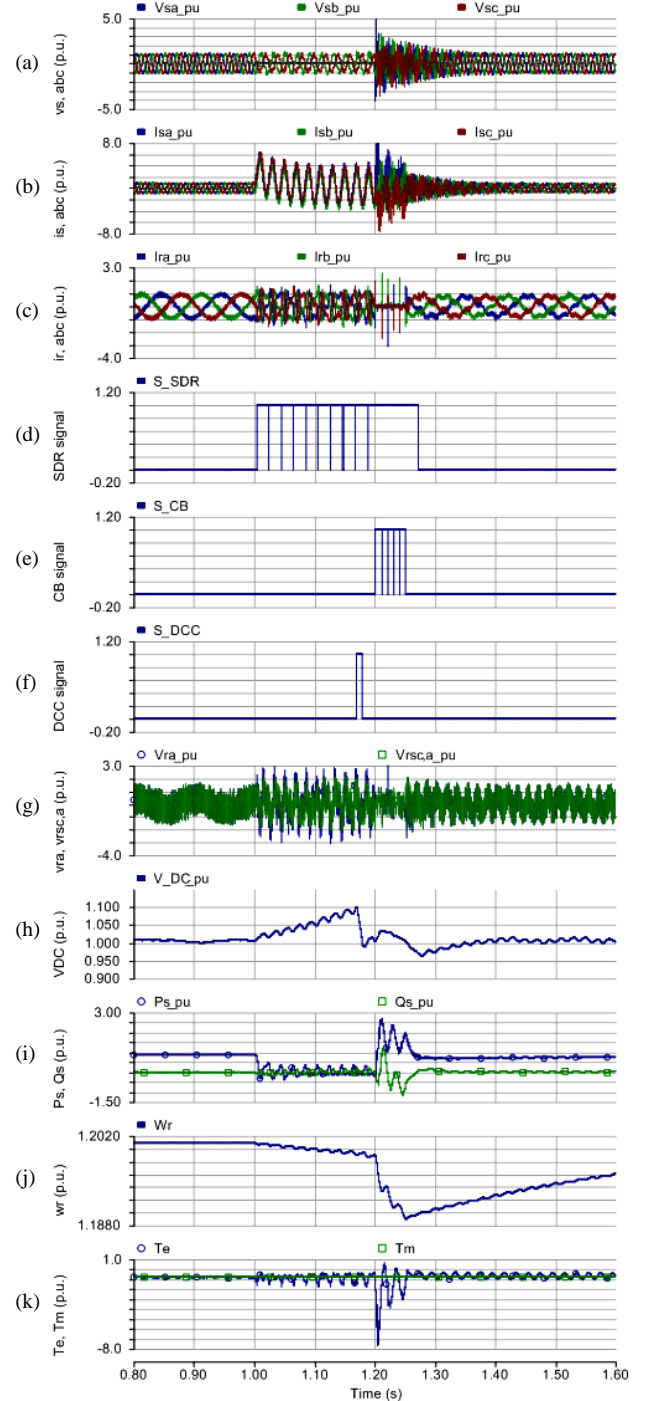 Vsa_pu Vsb_pu Vsc_pu
5.0
(a)
vs, abc (p.u.)
-5.0
Isa_pu Isb_pu Isc_pu
8.0
(b)
is, abc (p.u.)
-8.0
Ira_pu Irb_pu Irc_pu
3.0
(c)
ir, abc (p.u.)
-4.0
S_SDR
1.20
(d)
SDR signal
-0.20
S_CB
1.20
(e)
CB signal
-0.20
S_DCC
1.20
(f)
DCC signal
-0.20
Vra_pu Vrsc,a_pu
3.0
(g)
vra, vrsc,a (p.u.)
-4.0
V_DC_pu
1.100
(h)
VDC (p.u.)
1.000
0.900
Ps_pu Qs_pu
3.00
(i)
Ps, Qs (p.u.)
-1.50
Wr
1.2020
(j)
wr (p.u.)
1.1880
Te Tm
1.0
(k)
Te, Tm (p.u.)
-8.0
0.80 0.90 1.00 1.10 1.20 1.30 1.40 1.50 1.60
Time (s)